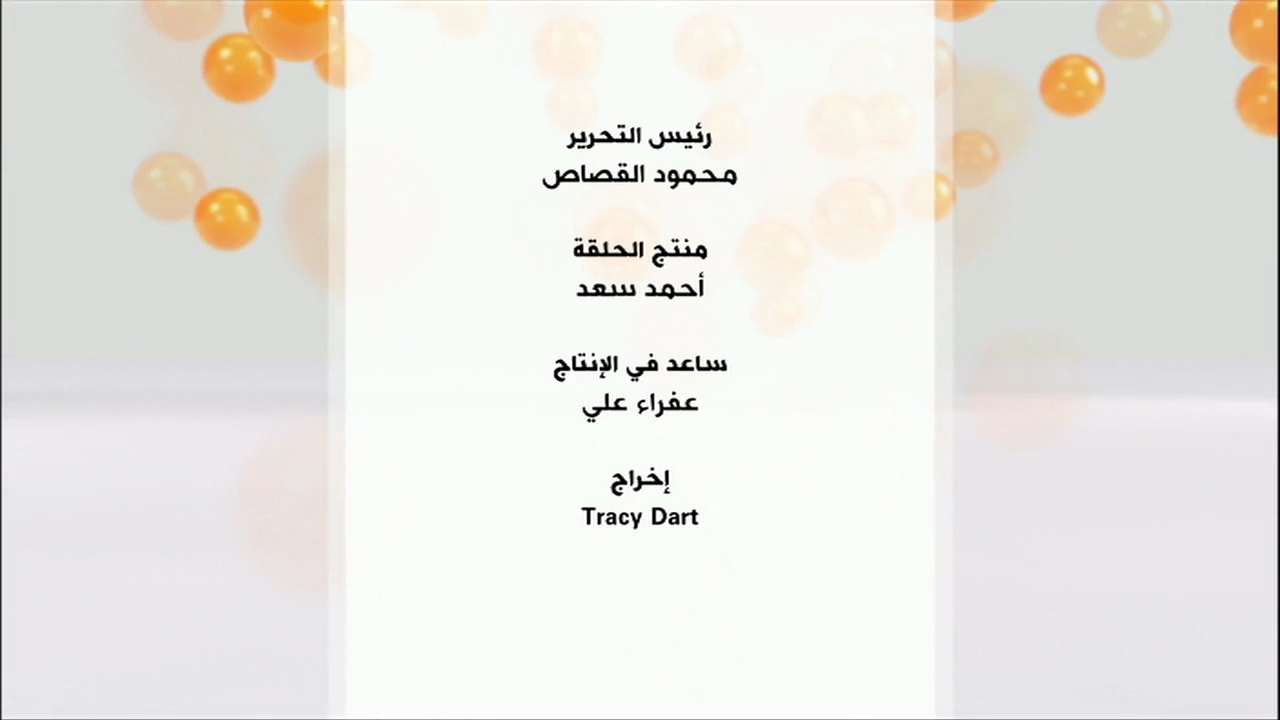 رئيس التحرير
محمود القصاص
منتج الحلقة
أحمد سعد
ساعد في الإنتاج
عفراء علي
إخراج
Tracy Dart